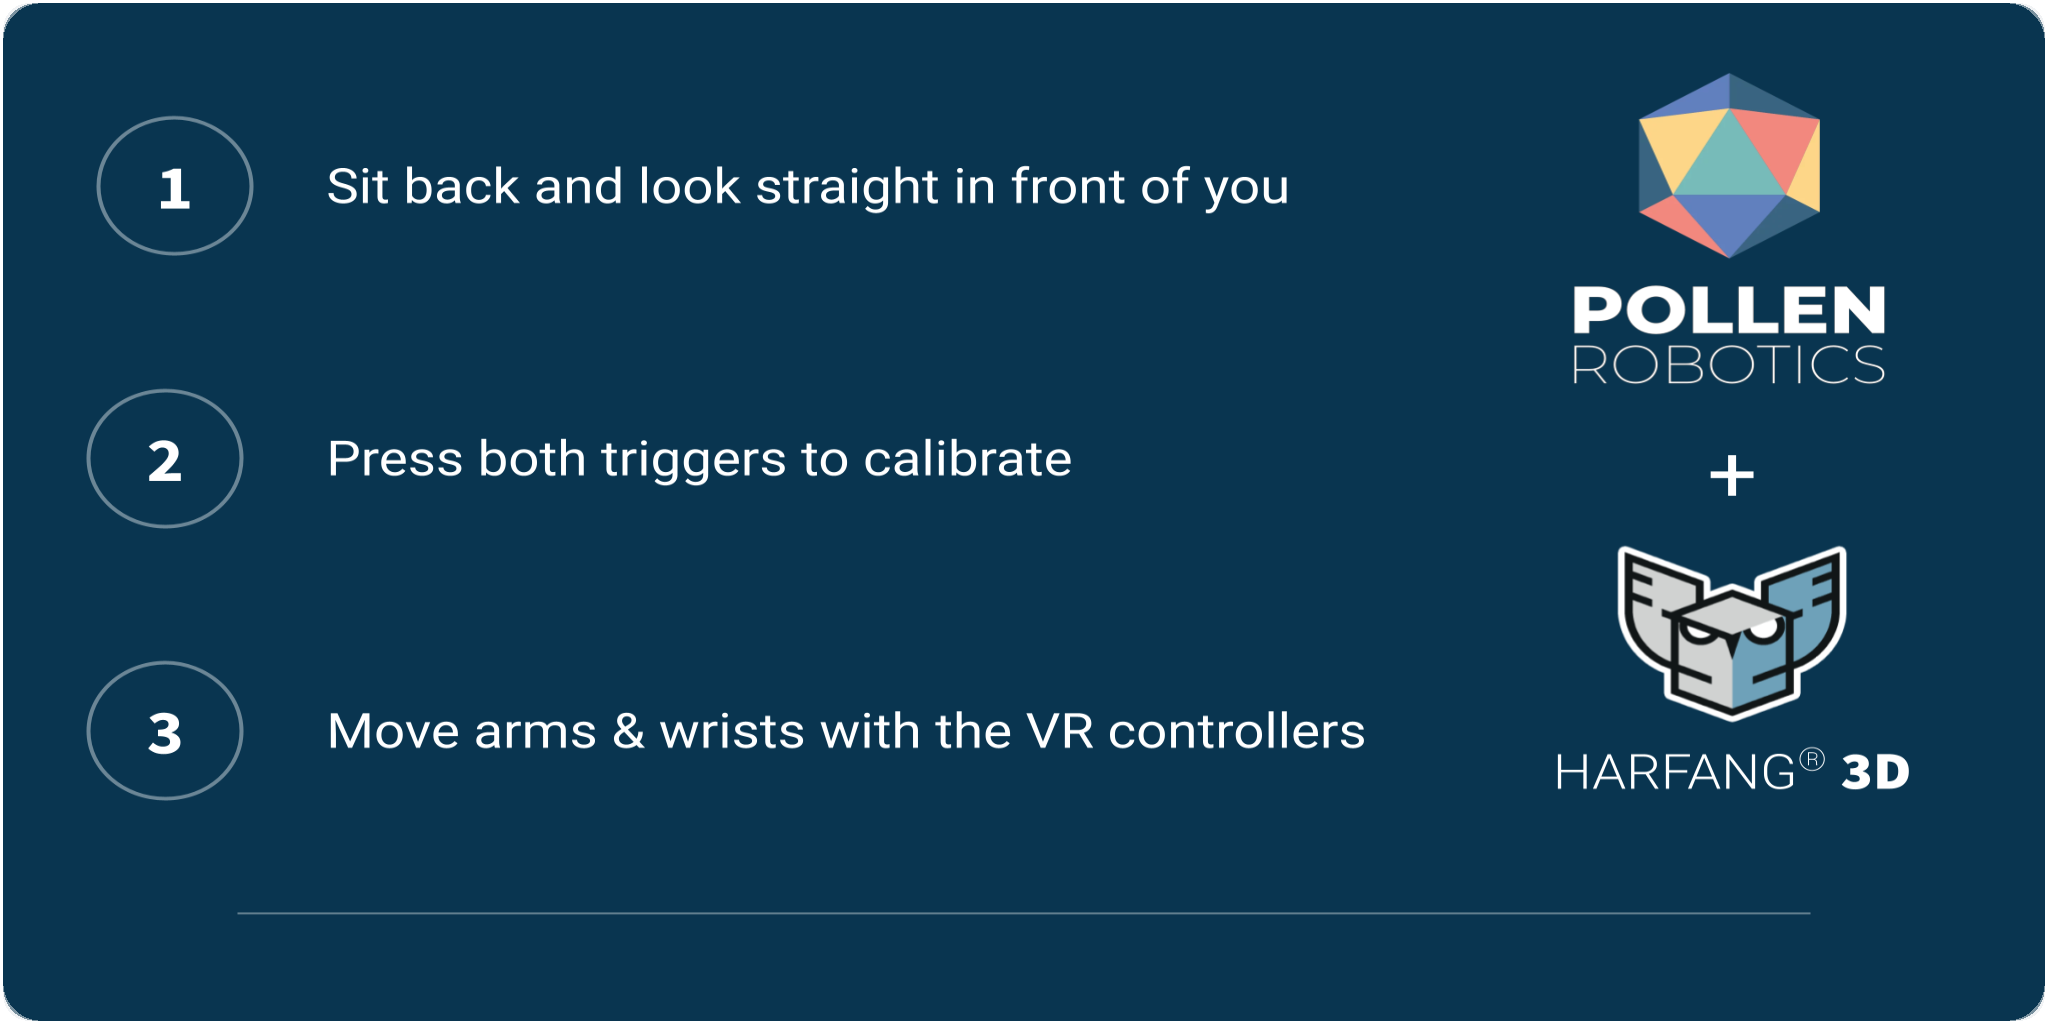 1
Sit back and look straight in front of you
2
Press both triggers to calibrate
3
Move arms & wrists with the VR controllers
POLLEN
ROBOTICS
+
HARFANG® 3D